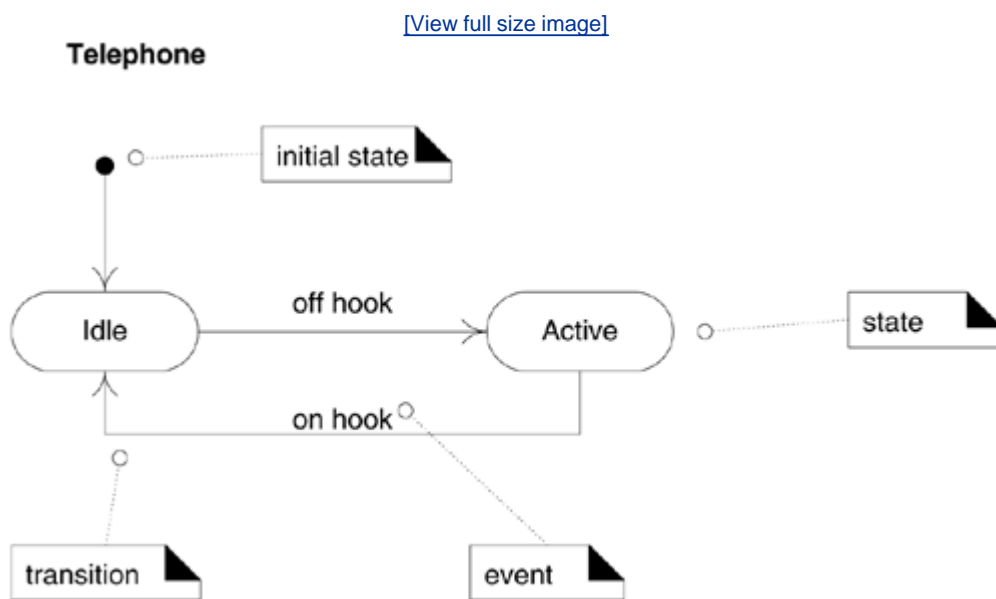 [View full size image]
Telephone
initial state
off hook
Idle
Active
state
on hook
transition
event